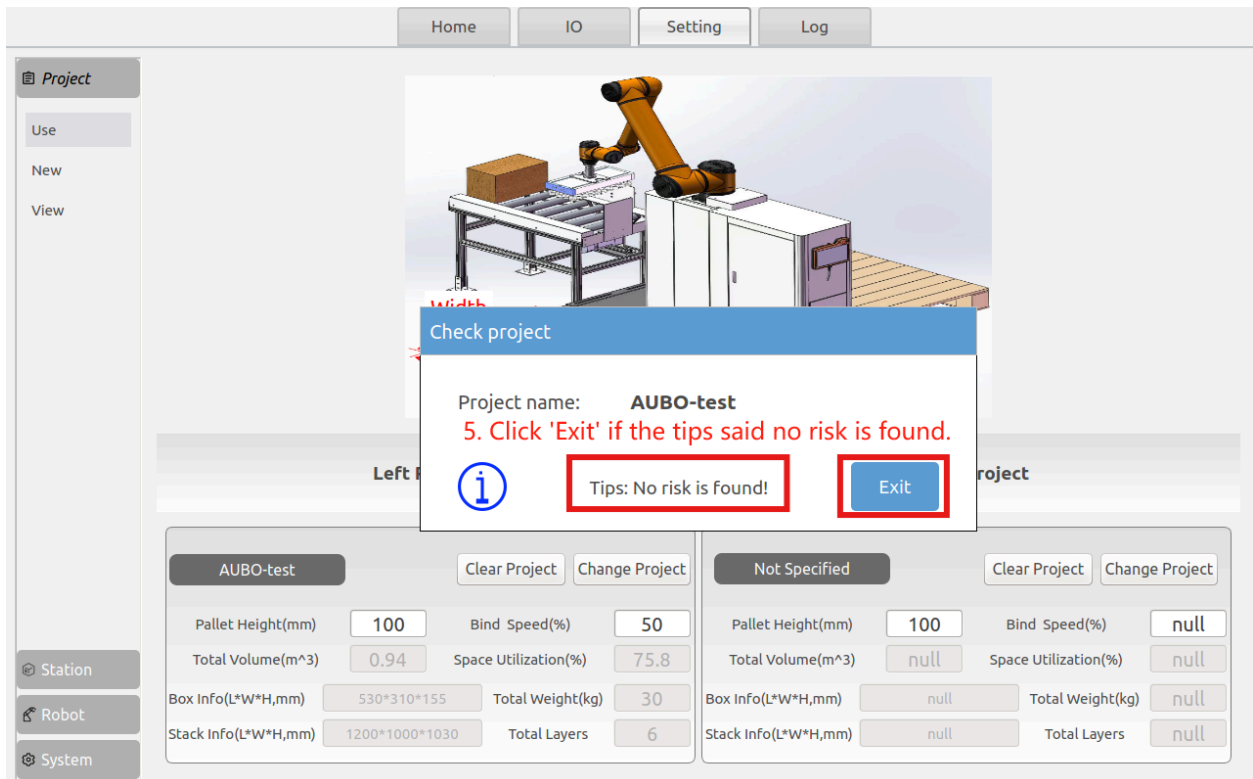 Home IO Setting Log
Project
Use
New
View
Width
Check project
Project name: AUBO-test
5. Click 'Exit' if the tips said no risk is found.
Tips: No risk is found!
Exit
Left
roject
AUBO-test Clear Project Change Project
Pallet Height(mm) 100 Bind Speed(%) 50
Total Volume(m^3) 0.94 Space Utilization(%) 75.8
Box Info(L*W*H,mm) 530*310*155 Total Weight(kg) 30
Stack Info(L*W*H,mm) 1200*1000*1030 Total Layers 6
Not Specified Clear Project Change Project
Pallet Height(mm) 100 Bind Speed(%) null
Total Volume(m^3) null Space Utilization(%) null
Box Info(L*W*H,mm) null Total Weight(kg) null
Stack Info(L*W*H,mm) null Total Layers null
Station
Robot
System